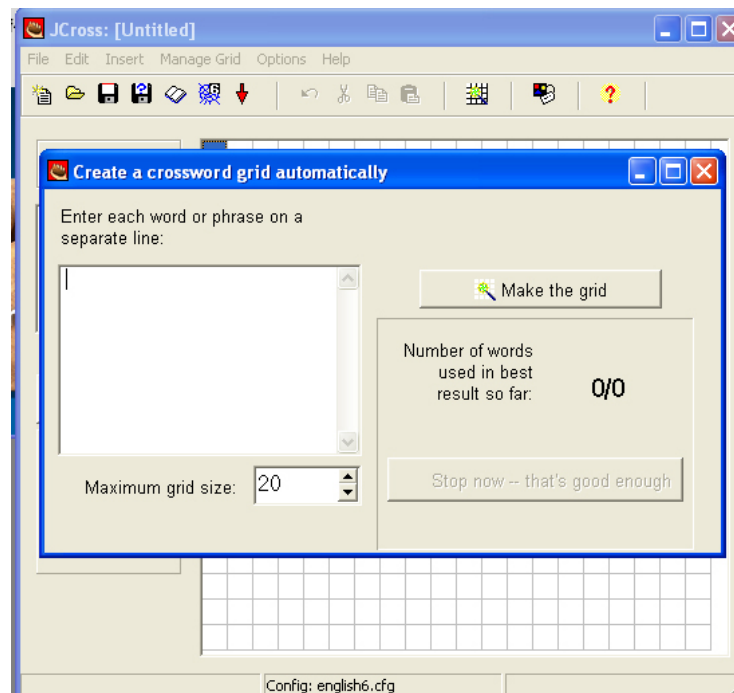 JCross: [Untitled]
File Edit Insert Manage Grid Options Help
Create a crossword grid automatically
Enter each word or phrase on a
separate line:
Make the grid
Number of words
used in best
result so far:
0/0
Maximum grid size:
20
Stop now -- that's good enough
Config: english6.cfg